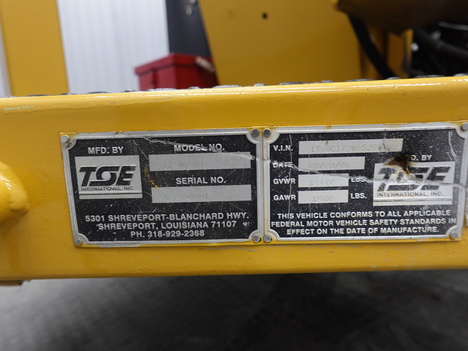 MFD. BY
TSE
INTERNATIONAL, INC.
MODEL NO.
SERIAL NO.
5301 SHREVEPORT-BLANCHARD HWY.
SHREVEPORT, LOUISIANA 71107
PH. 318-929-2368
V.I.N.
DATE
GVWR LBS.
GAWR LBS.
MFD. BY
TSE
INTERNATIONAL, INC.
THIS VEHICLE CONFORMS TO ALL APPLICABLE
FEDERAL MOTOR VEHICLE SAFETY STANDARDS IN
EFFECT ON THE DATE OF MANUFACTURE.